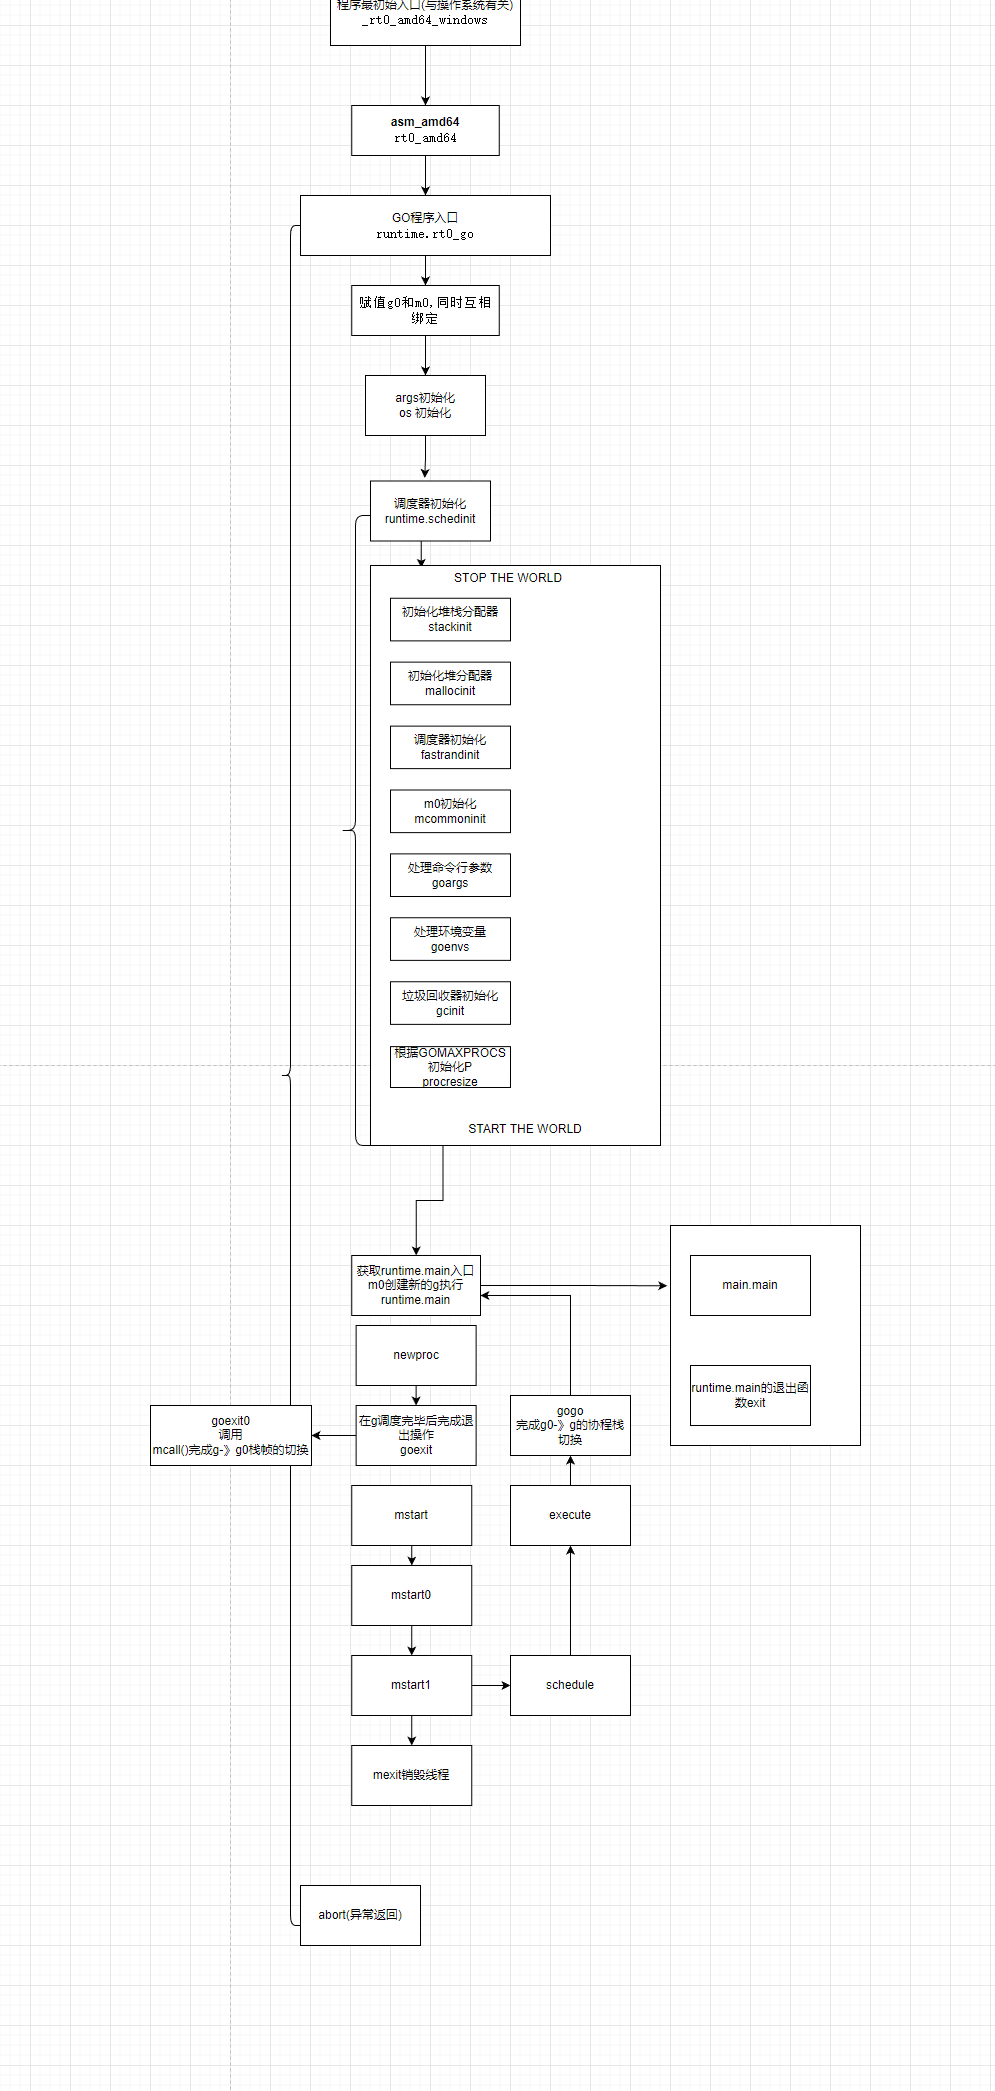 程序最初始入口(与操作系统有关)
_rt0_amd64_windows
asm_amd64
rt0_amd64
GO程序入口
runtime.rt0_go
赋值g0和m0,同时互相
绑定
args初始化
os 初始化
调度器初始化
runtime.schedinit
STOP THE WORLD
初始化堆栈分配器
stackinit
初始化堆分配器
mallocinit
调度器初始化
fastrandinit
m0初始化
mcommoninit
处理命令行参数
goargs
处理环境变量
goenvs
垃圾回收器初始化
gcinit
根据GOMAXPROCS
初始化P
procresize
START THE WORLD
获取runtime.main入口
m0创建新的g执行
runtime.main
main.main
newproc
runtime.main的退出函
数exit
goexit0
调用
mcall()完成g-》g0栈帧的切换
在g调度完毕后完成退
出操作
goexit
gogo
完成g0-》g的协程栈
切换
mstart
execute
mstart0
mstart1
schedule
mexit销毁线程
abort(异常返回)